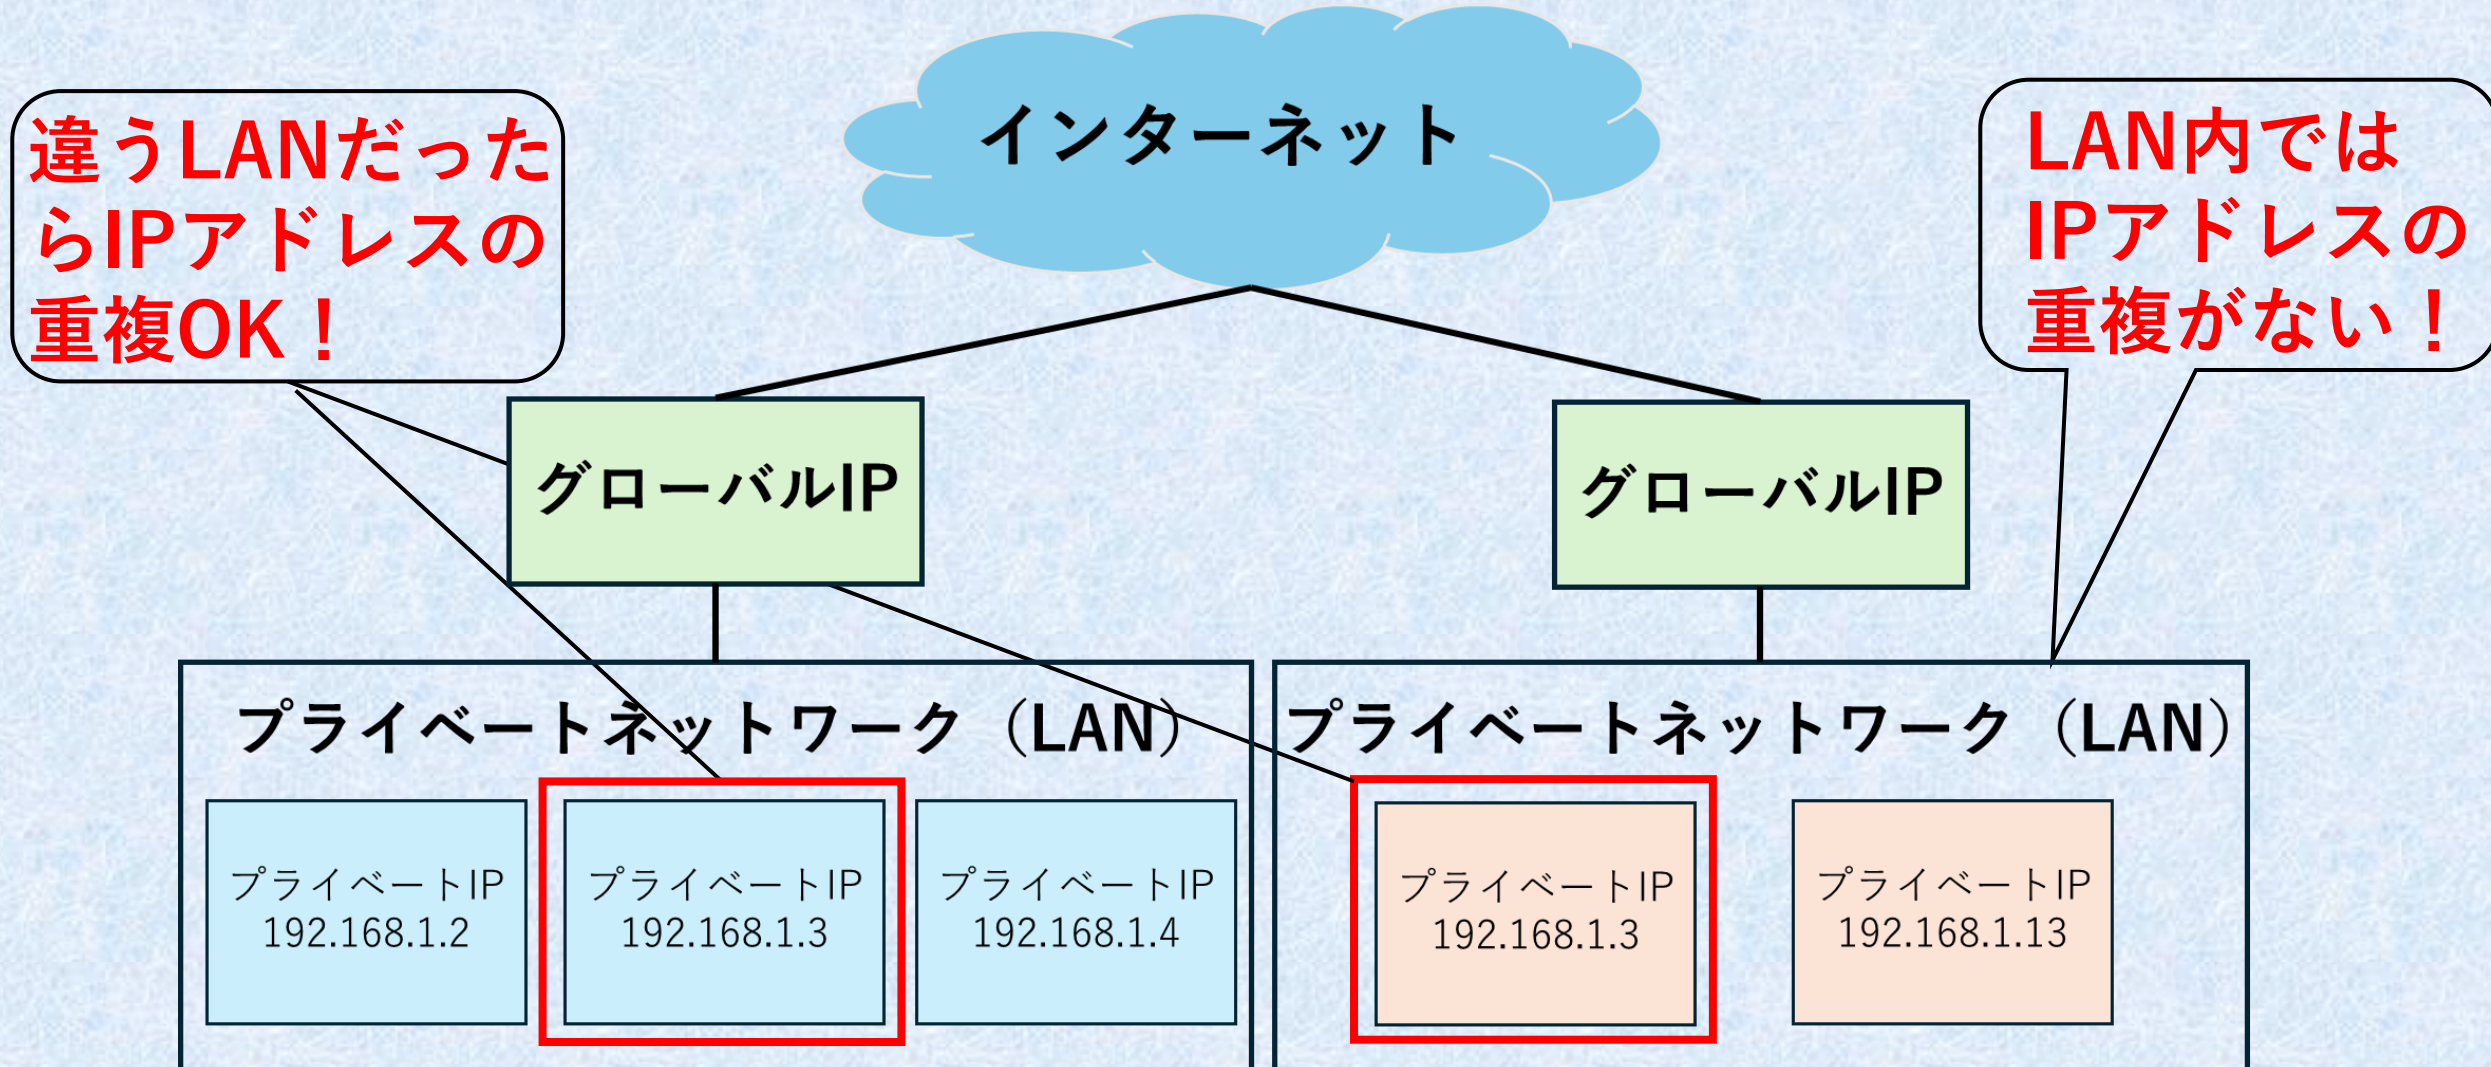 インターネット
違うLANだった
らIPアドレスの
重複OK！
LAN内では
IPアドレスの
重複がない！
グローバルIP
グローバルIP
プライベートネットワーク（LAN）
プライベートIP
192.168.1.2
プライベートIP
192.168.1.3
プライベートIP
192.168.1.4
プライベートネットワーク（LAN）
プライベートIP
192.168.1.3
プライベートIP
192.168.1.13